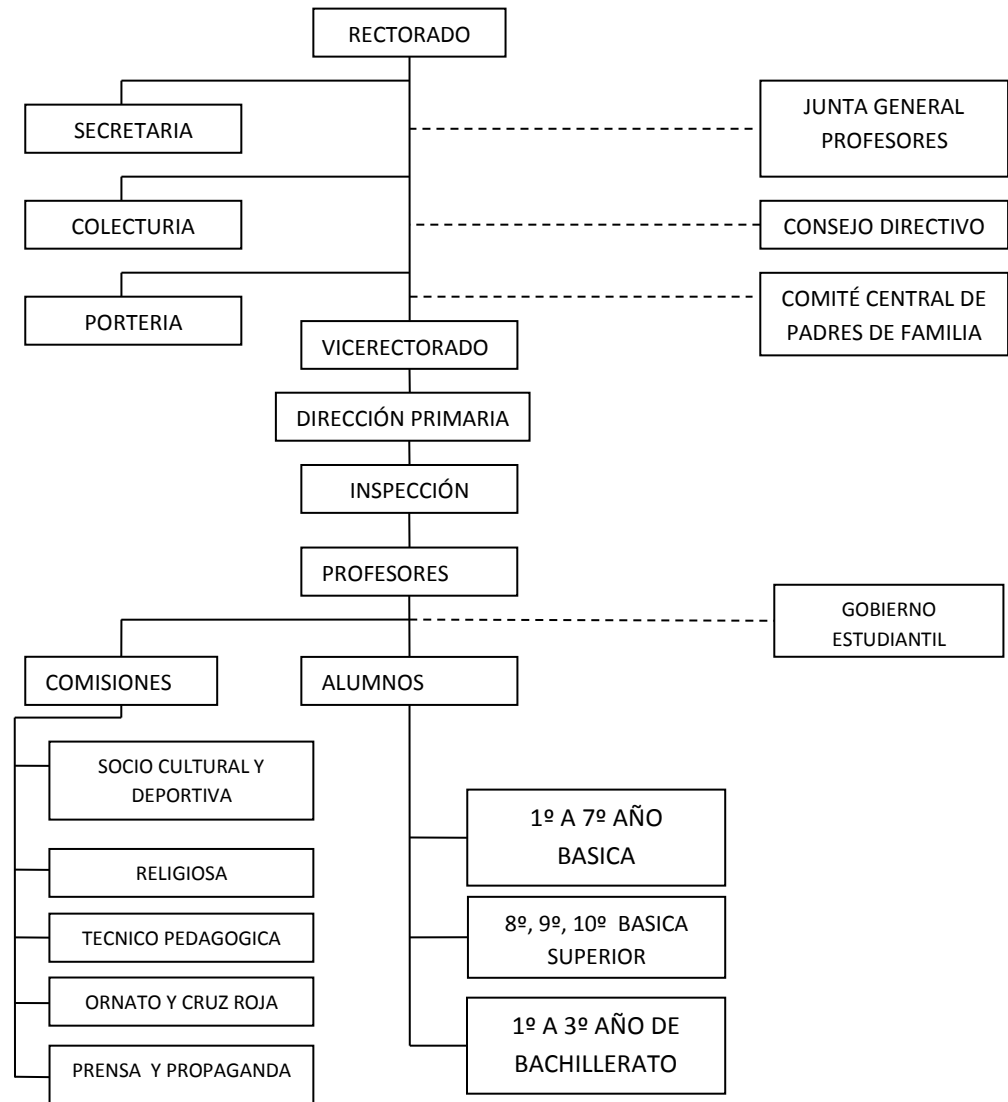 RECTORADO
SECRETARIA
JUNTA GENERAL
PROFESORES
COLECTURIA
CONSEJO DIRECTIVO
PORTERIA
COMITÉ CENTRAL DE
PADRES DE FAMILIA
VICERECTORADO
DIRECCIÓN PRIMARIA
INSPECCIÓN
PROFESORES
GOBIERNO
ESTUDIANTIL
COMISIONES
ALUMNOS
SOCIO CULTURAL Y
DEPORTIVA
RELIGIOSA
TECNICO PEDAGOGICA
ORNATO Y CRUZ ROJA
PRENSA Y PROPAGANDA
1º A 7º AÑO
BASICA
8º, 9º, 10º BASICA
SUPERIOR
1º A 3º AÑO DE
BACHILLERATO